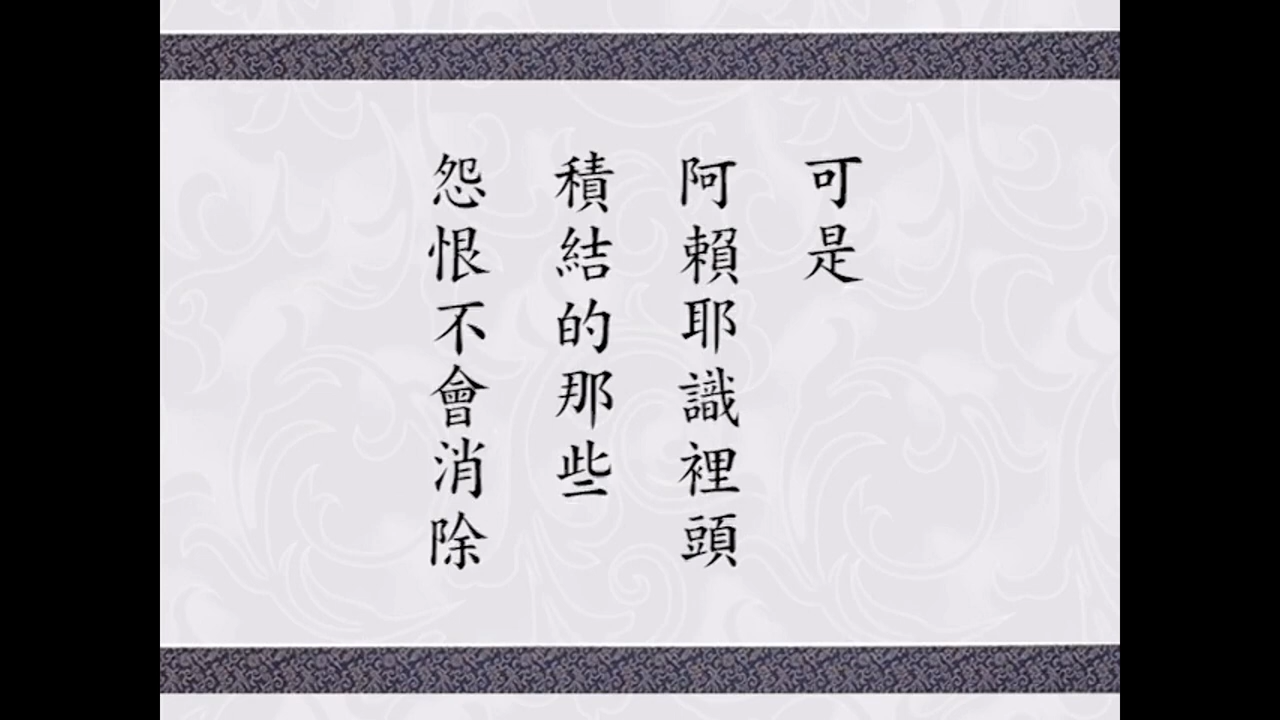 可是
阿賴耶識裡頭
積結的那些
怨恨不會消除